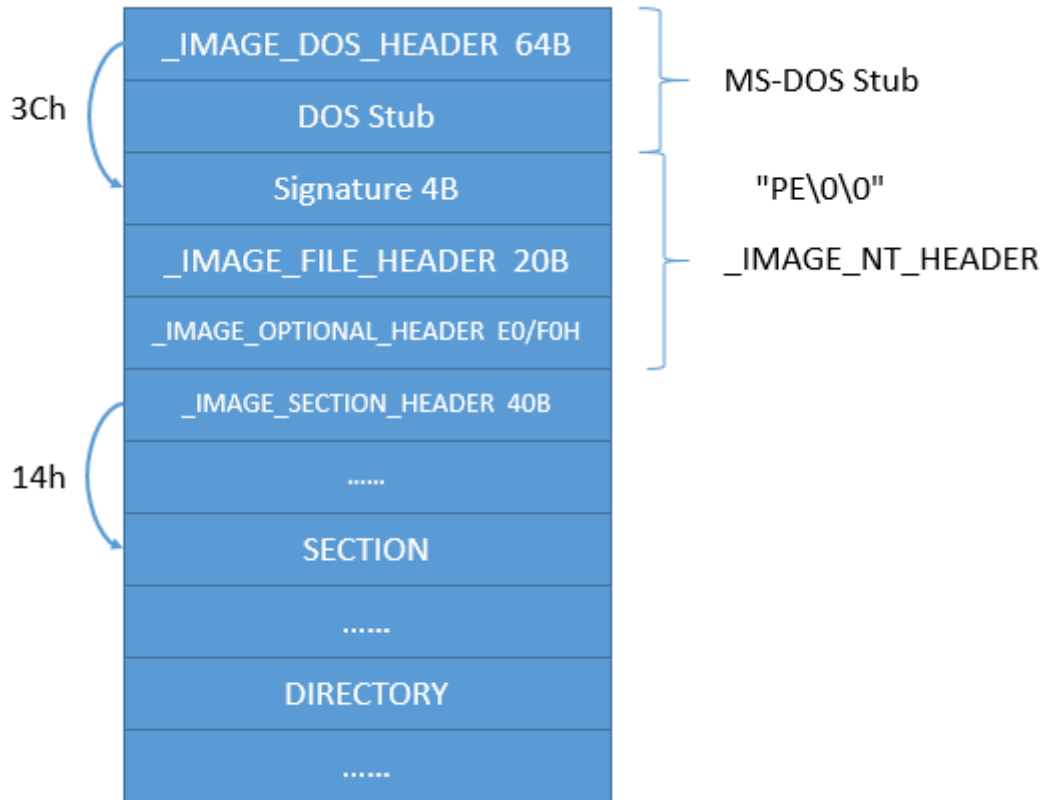 _IMAGE_DOS_HEADER 64B
MS-DOS Stub
3Ch
DOS Stub
Signature 4B
"PE\0\0"
_IMAGE_FILE_HEADER 20B
_IMAGE_NT_HEADER
_IMAGE_OPTIONAL_HEADER E0/F0H
_IMAGE_SECTION_HEADER 40B
14h
……
SECTION
……
DIRECTORY
……